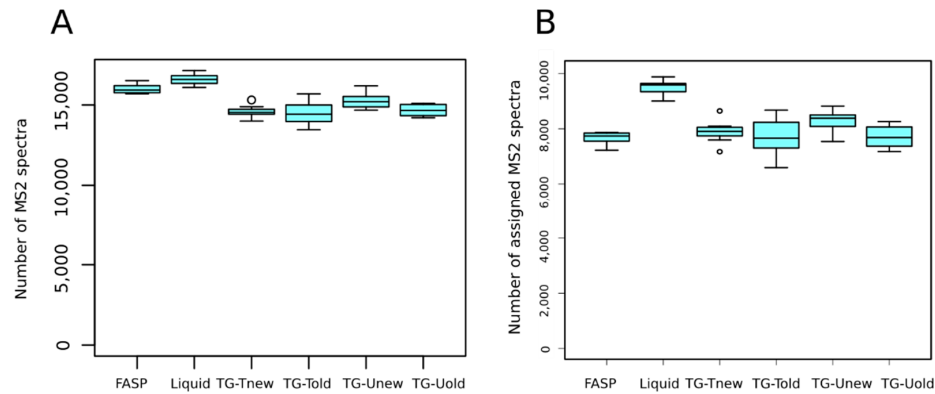 A
Number of MS2 spectra
15,000
10,000
5,000
0
FASP Liquid TG-Tnew TG-Told TG-Unew TG-Uold
B
Number of assigned MS2 spectra
10,000
8,000
6,000
4,000
2,000
0
FASP Liquid TG-Tnew TG-Told TG-Unew TG-Uold